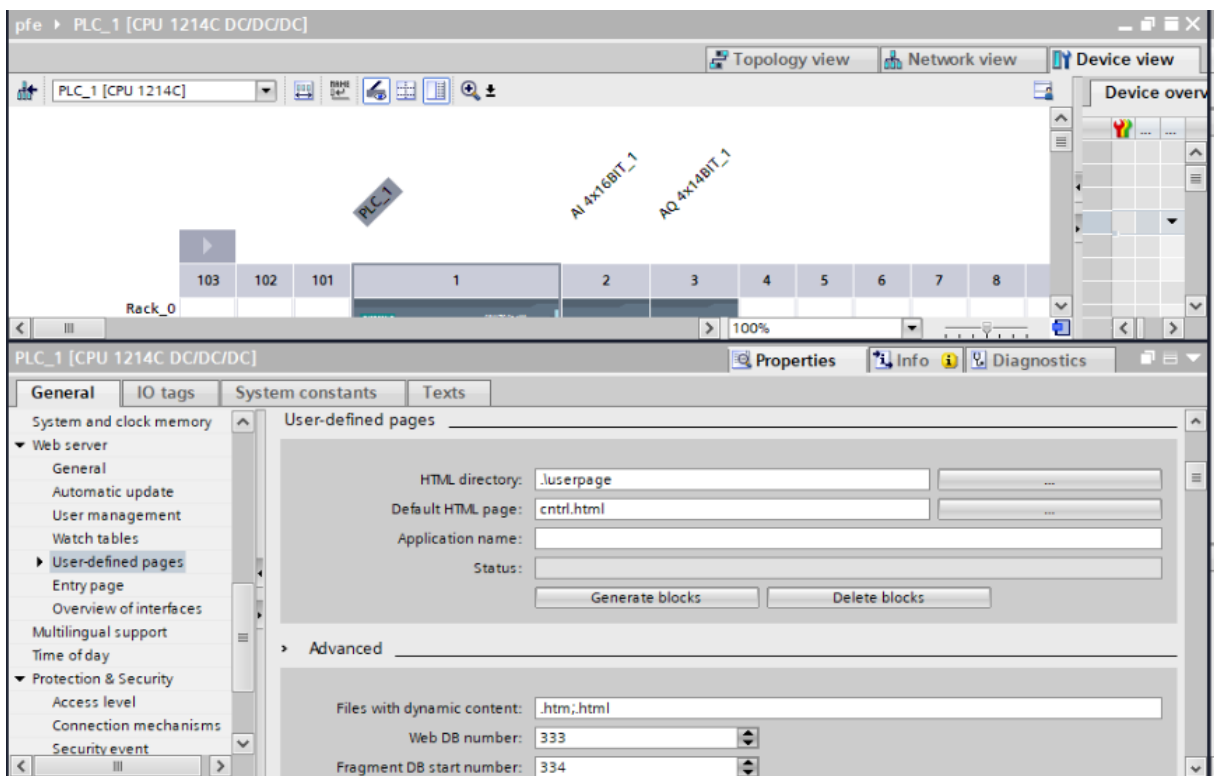 pfe ▸ PLC_1 [CPU 1214C DC/DC/DC]
Topology view Network view Device view
PLC_1 [CPU 1214C] Device overv
PLC_1 AI 4x16BIT_1 AQ 4x14BIT_1
103 102 101 1 2 3 4 5 6 7 8
Rack_0
100%
PLC_1 [CPU 1214C DC/DC/DC] Properties Info Diagnostics
General IO tags System constants Texts
System and clock memory
Web server
General
Automatic update
User management
Watch tables
User-defined pages
Entry page
Overview of interfaces
Multilingual support
Time of day
Protection & Security
Access level
Connection mechanisms
Security event
User-defined pages
HTML directory: .\userpage ...
Default HTML page: cntrl.html ...
Application name:
Status:
Generate blocks Delete blocks
Advanced
Files with dynamic content: .htm;.html
Web DB number: 333
Fragment DB start number: 334